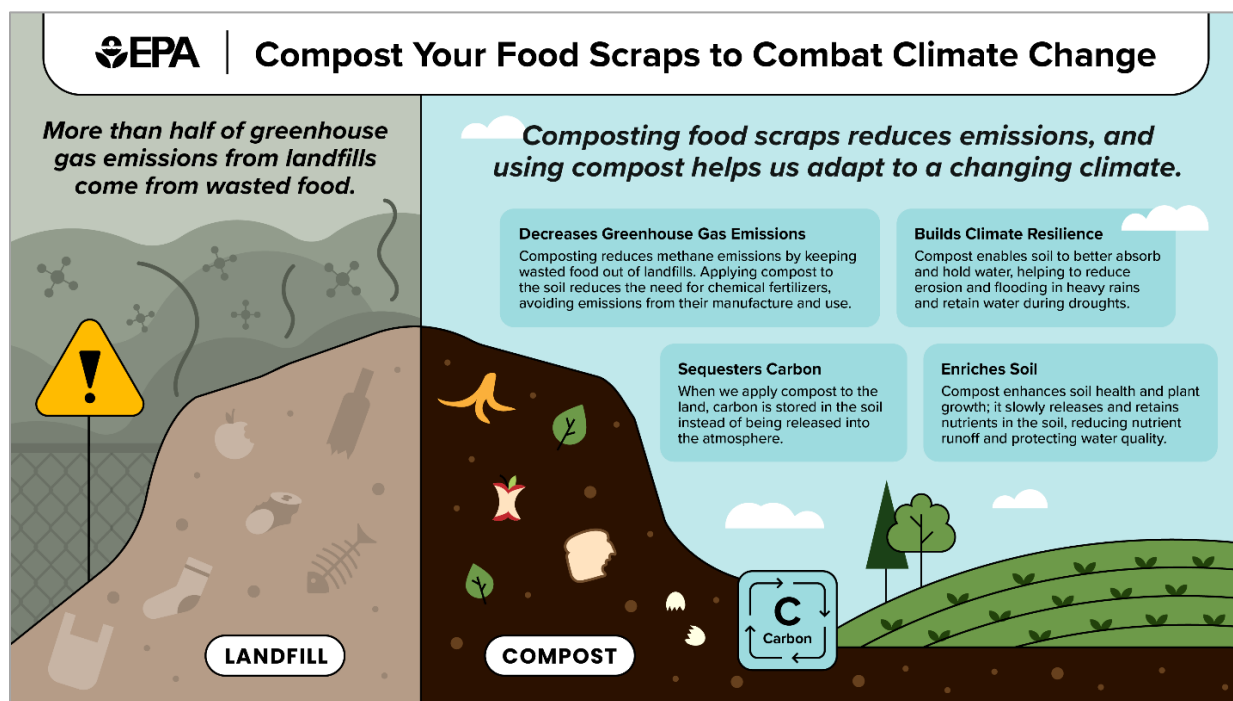 EPA
Compost Your Food Scraps to Combat Climate Change
More than half of greenhouse
gas emissions from landfills
come from wasted food.
Composting food scraps reduces emissions, and
using compost helps us adapt to a changing climate.
Decreases Greenhouse Gas Emissions
Composting reduces methane emissions by keeping
wasted food out of landfills. Applying compost to
the soil reduces the need for chemical fertilizers,
avoiding emissions from their manufacture and use.
Builds Climate Resilience
Compost enables soil to better absorb
and hold water, helping to reduce
erosion and flooding in heavy rains
and retain water during droughts.
Sequesters Carbon
When we apply compost to the
land, carbon is stored in the soil
instead of being released into
the atmosphere.
Enriches Soil
Compost enhances soil health and plant
growth; it slowly releases and retains
nutrients in the soil, reducing nutrient
runoff and protecting water quality.
!
C
Carbon
LANDFILL
COMPOST